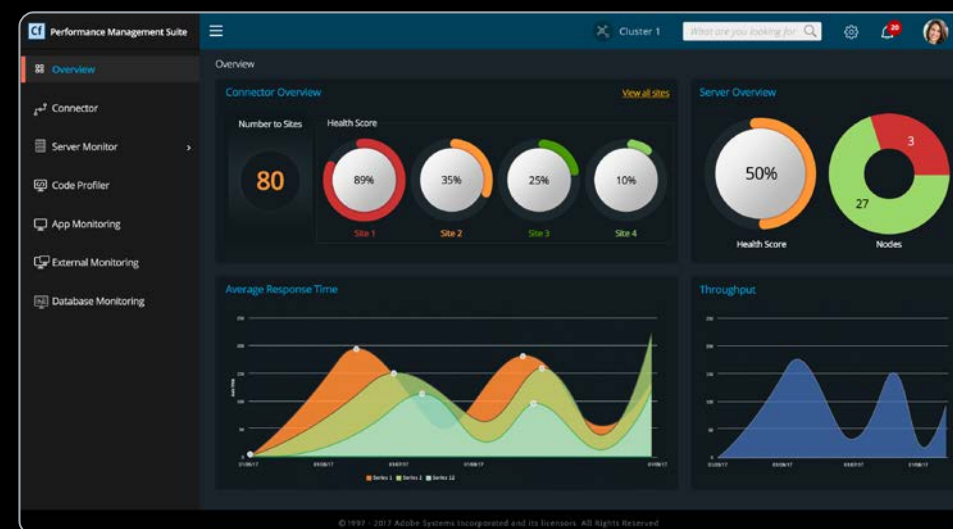 Cf Performance Management Suite
Cluster 1
What are you looking for
20
Overview
Connector
Server Monitor
Code Profiler
App Monitoring
External Monitoring
Database Monitoring
Overview
Connector Overview
View all sites
Number to Sites
Health Score
80
89%
35%
25%
10%
Site 1
Site 2
Site 3
Site 4
Server Overview
50%
Health Score
3
27
Nodes
Average Response Time
Series 1
Series 2
Series 12
Throughput
© 1997 - 2017 Adobe Systems Incorporated and its licensors. All Rights Reserved